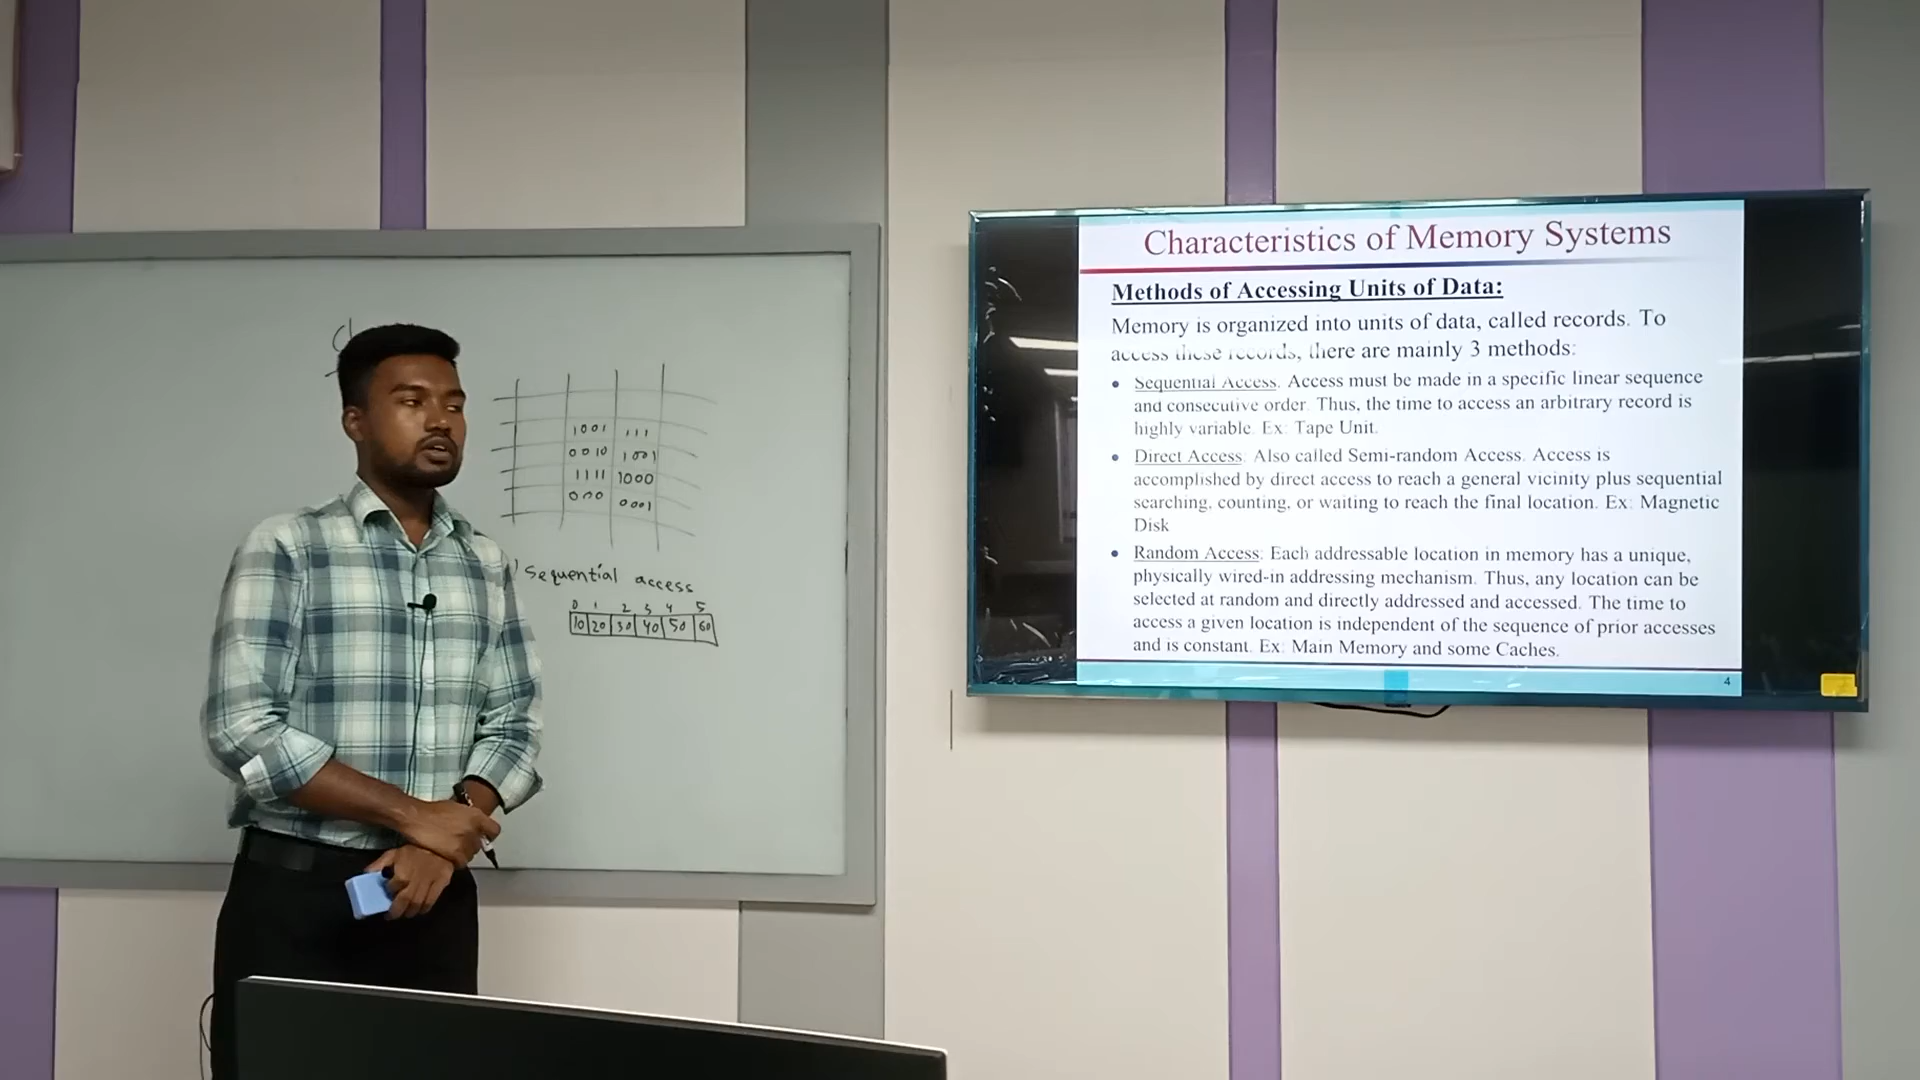 1001 111
0010 1001
1111 1000
000 0001
Sequential access
0 1 2 3 4 5
10 20 30 40 50 60
Characteristics of Memory Systems
Methods of Accessing Units of Data:
Memory is organized into units of data, called records. To
access these records, there are mainly 3 methods:
• Sequential Access. Access must be made in a specific linear sequence
and consecutive order. Thus, the time to access an arbitrary record is
highly variable. Ex: Tape Unit.
• Direct Access: Also called Semi-random Access. Access is
accomplished by direct access to reach a general vicinity plus sequential
searching, counting, or waiting to reach the final location. Ex: Magnetic
Disk
• Random Access: Each addressable location in memory has a unique,
physically wired-in addressing mechanism. Thus, any location can be
selected at random and directly addressed and accessed. The time to
access a given location is independent of the sequence of prior accesses
and is constant. Ex: Main Memory and some Caches.
4